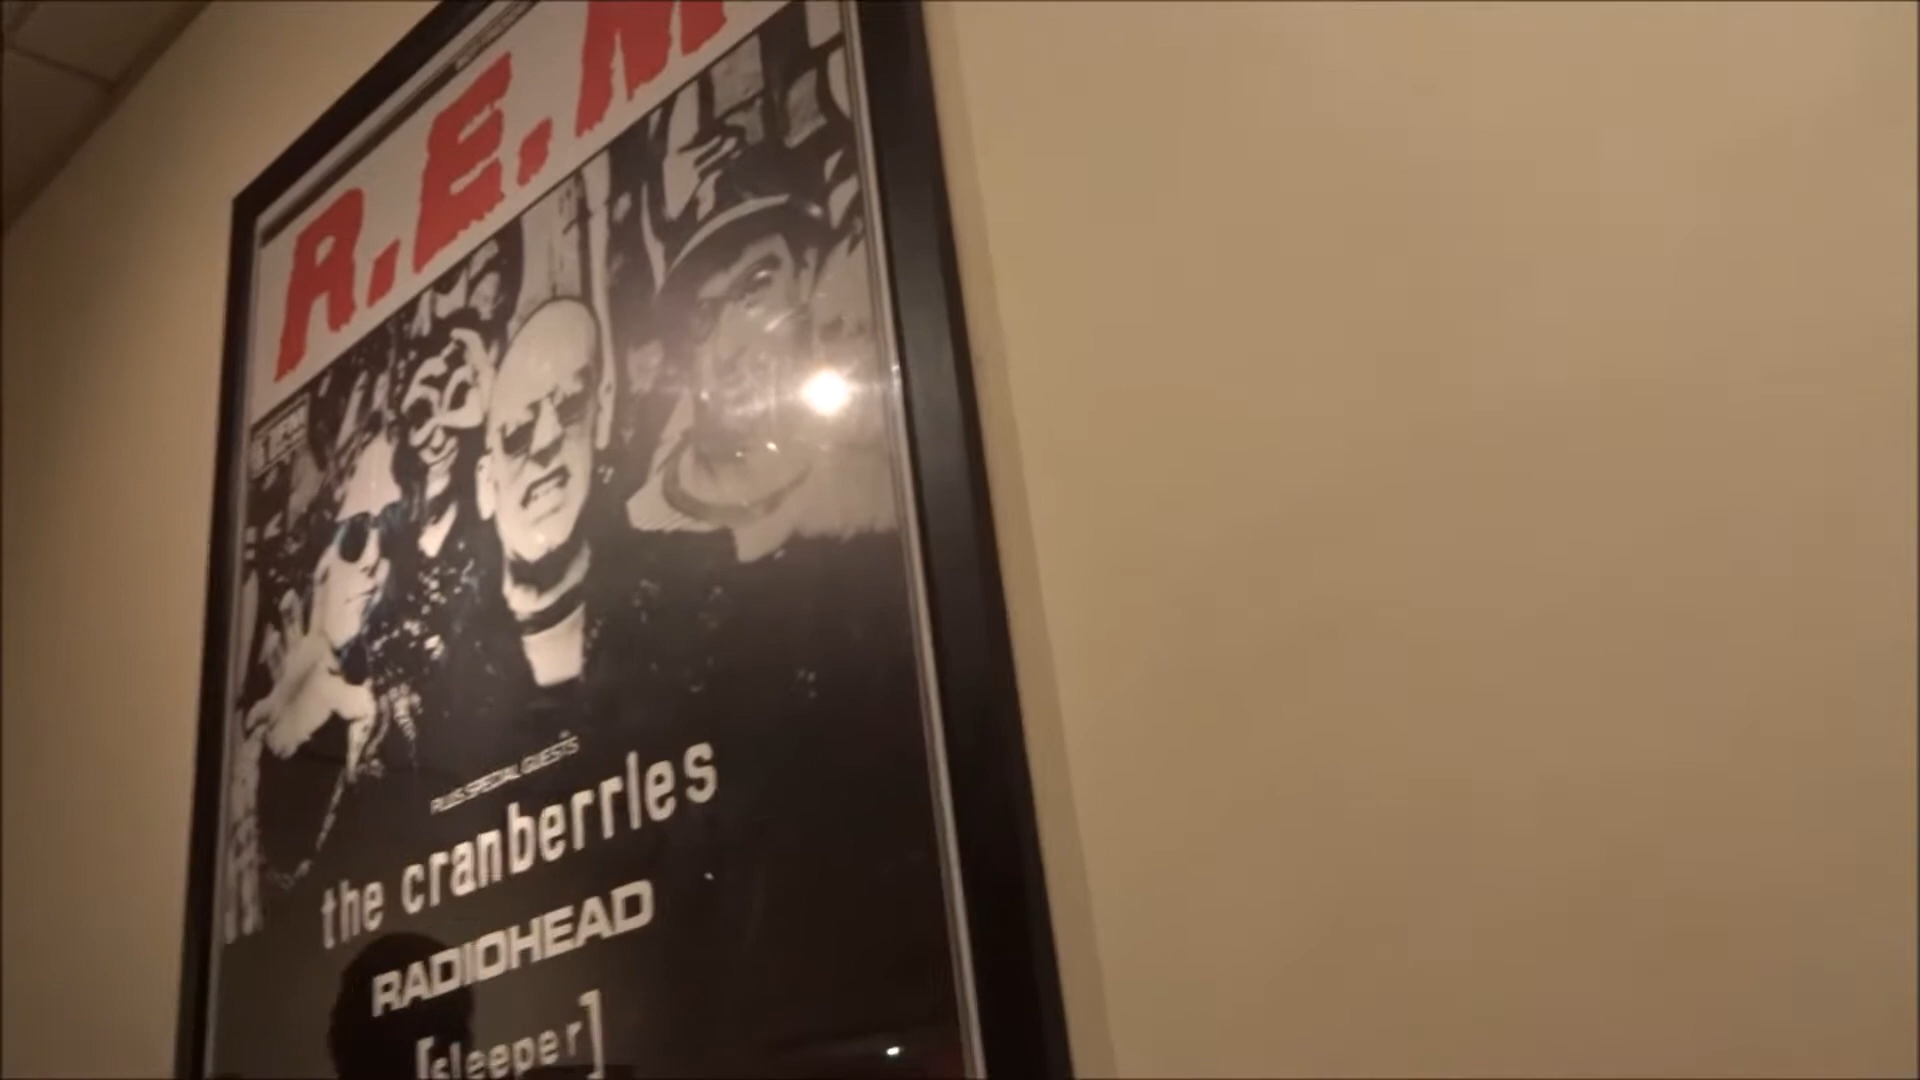 R.E.M
PLUS SPECIAL GUESTS
the cranberries
RADIOHEAD
[sleeper]